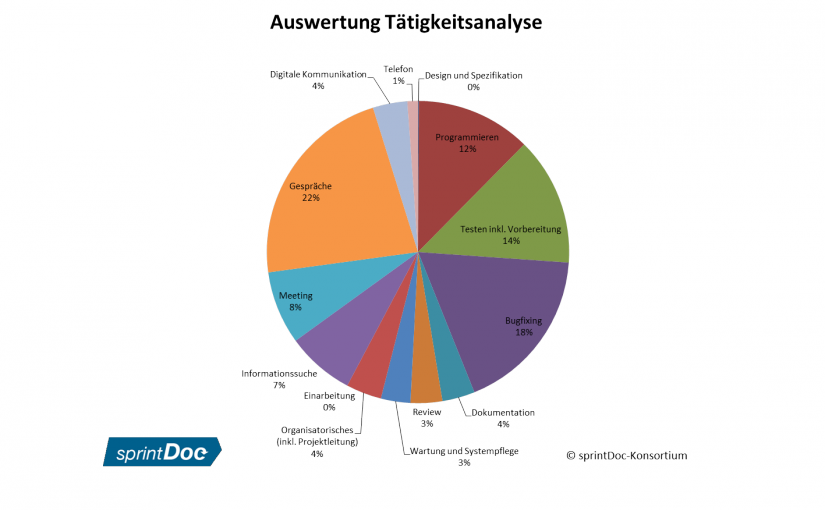 Auswertung Tätigkeitsanalyse
Digitale Kommunikation
4%
Telefon
1%
Design und Spezifikation
0%
Programmieren
12%
Testen inkl. Vorbereitung
14%
Bugfixing
18%
Dokumentation
4%
Review
3%
Wartung und Systempflege
3%
Organisatorisches
(inkl. Projektleitung)
4%
Einarbeitung
0%
Informationssuche
7%
Meeting
8%
Gespräche
22%
sprintDoc
© sprintDoc-Konsortium